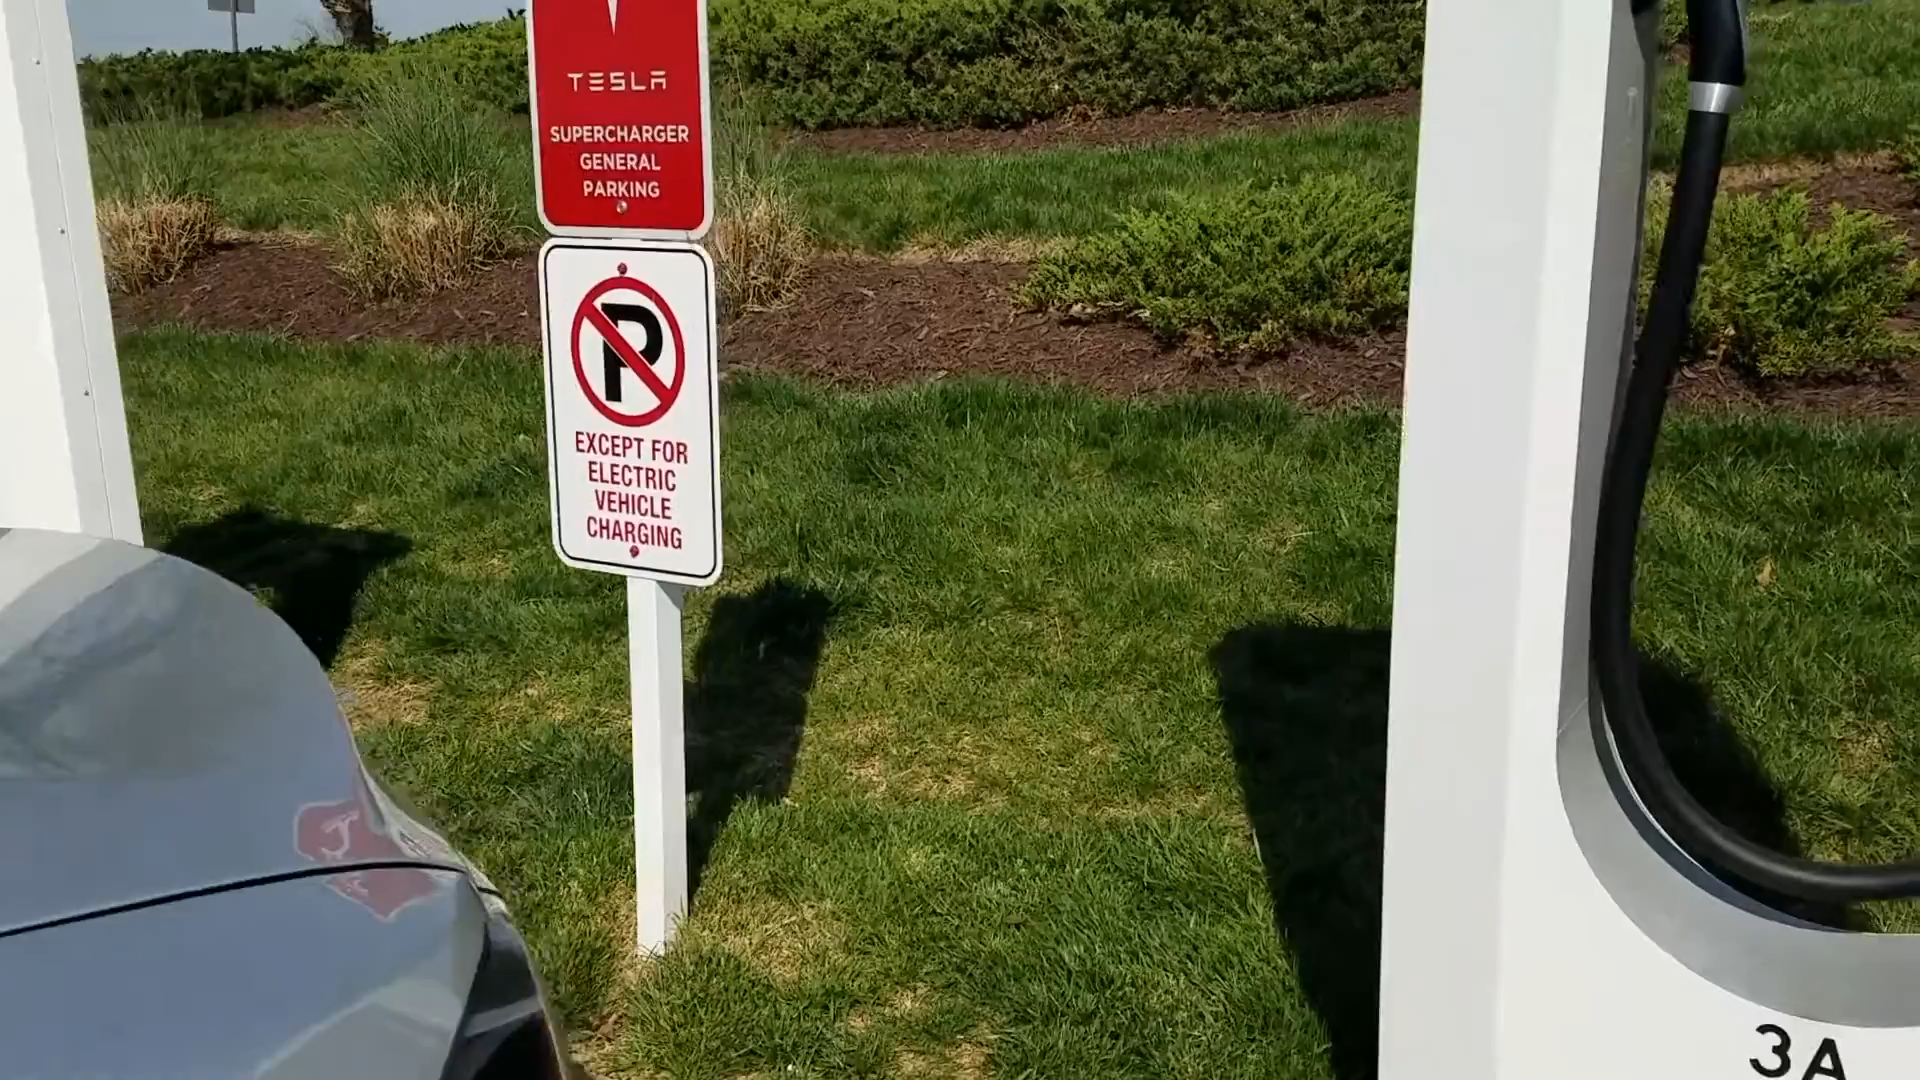 TESLA
SUPERCHARGER
GENERAL
PARKING
P
EXCEPT FOR
ELECTRIC
VEHICLE
CHARGING
3A